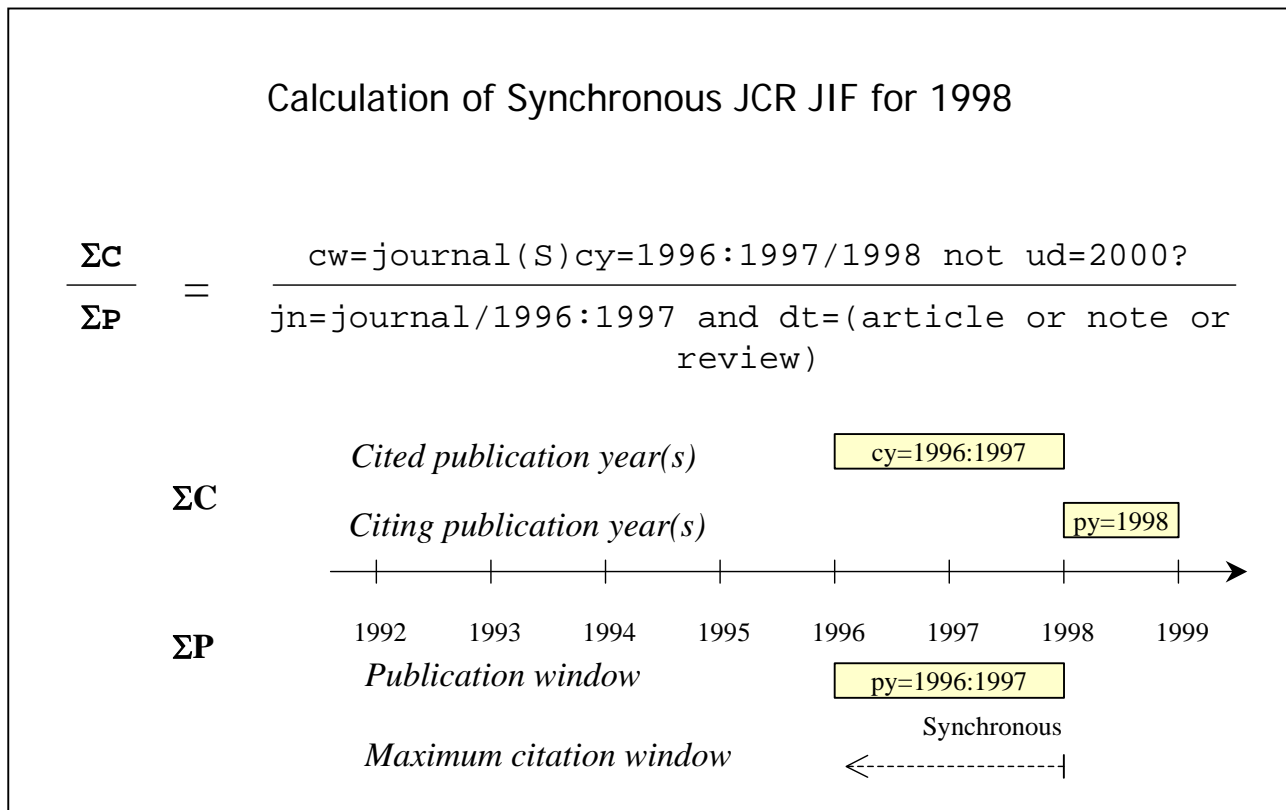 Calculation of Synchronous JCR JIF for 1998
ΣC
ΣP
=
cw=journal(S)cy=1996:1997/1998 not ud=2000?
jn=journal/1996:1997 and dt=(article or note or
review)
Cited publication year(s)
cy=1996:1997
ΣC
Citing publication year(s)
py=1998
1992 1993 1994 1995 1996 1997 1998 1999
ΣP
Publication window
py=1996:1997
Synchronous
Maximum citation window